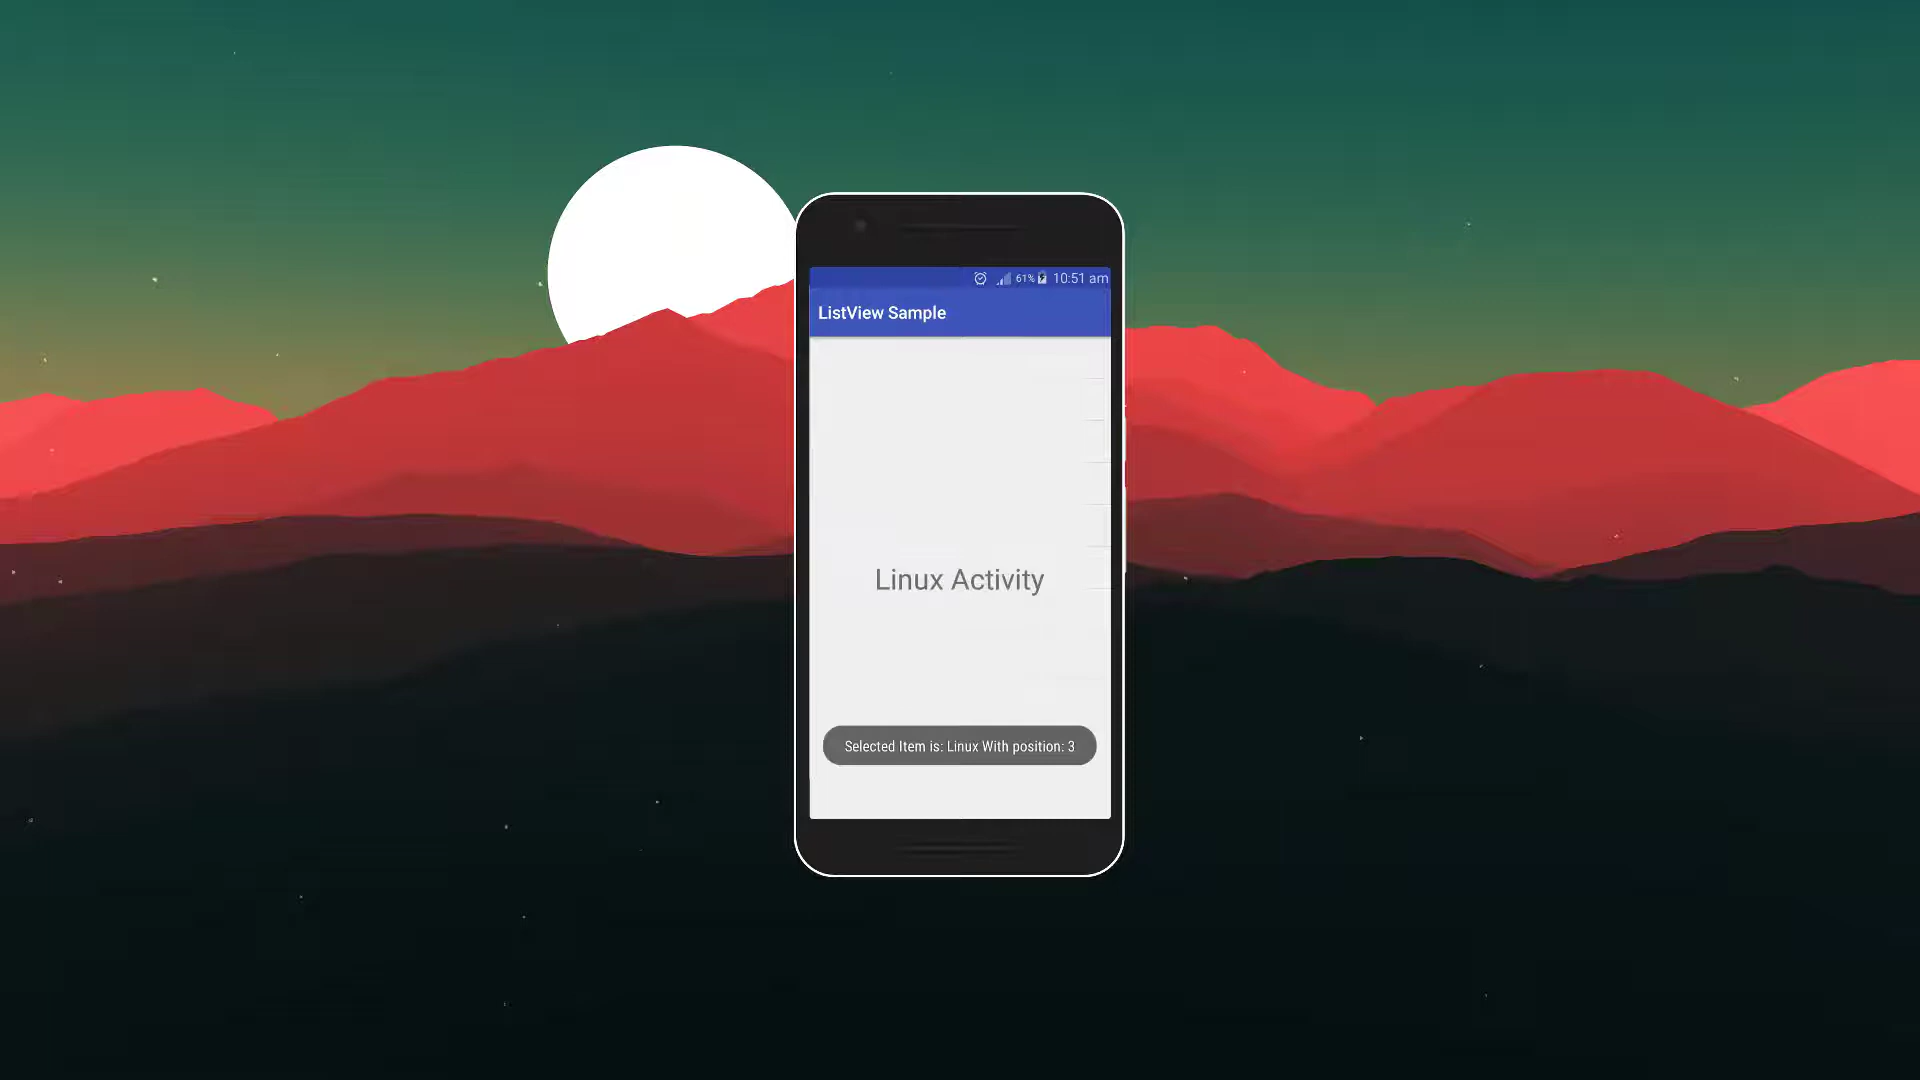 61% 10:51 am
ListView Sample
Linux Activity
Selected Item is: Linux With position: 3